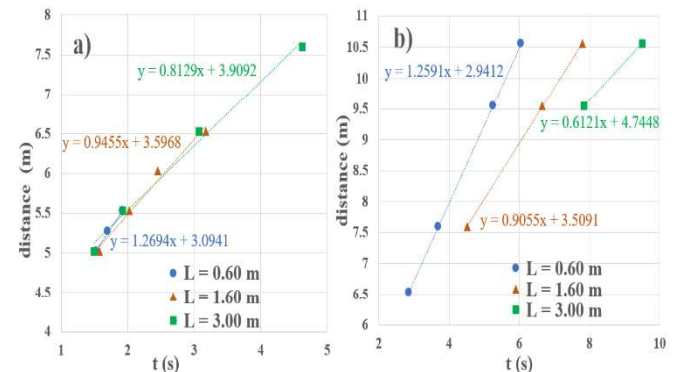 a)
8
7.5
7
6.5
6
5.5
5
4.5
4
distance (m)
y = 0.8129x + 3.9092
y = 0.9455x + 3.5968
y = 1.2694x + 3.0941
L = 0.60 m
L = 1.60 m
L = 3.00 m
1 2 3 4 5
t (s)
b)
11
10.5
10
9.5
9
8.5
8
7.5
7
6.5
6
distance (m)
y = 1.2591x + 2.9412
y = 0.6121x + 4.7448
y = 0.9055x + 3.5091
L = 0.60 m
L = 1.60 m
L = 3.00 m
2 4 6 8 10
t (s)